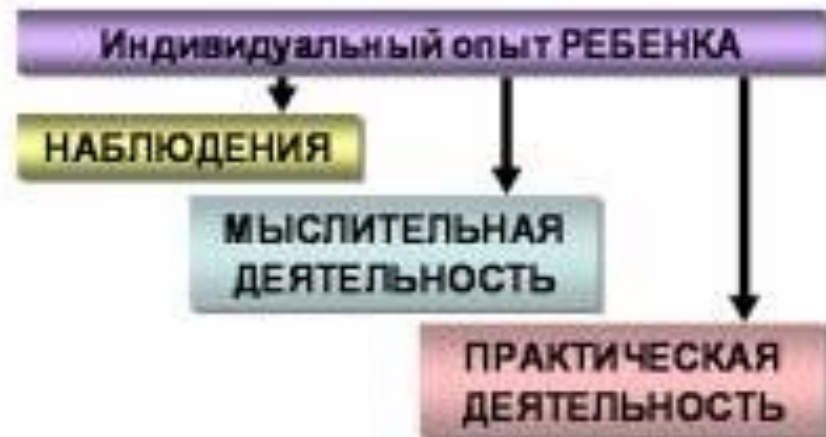 Индивидуальный опыт РЕБЕНКА
НАБЛЮДЕНИЯ
МЫСЛИТЕЛЬНАЯ
ДЕЯТЕЛЬНОСТЬ
ПРАКТИЧЕСКАЯ
ДЕЯТЕЛЬНОСТЬ